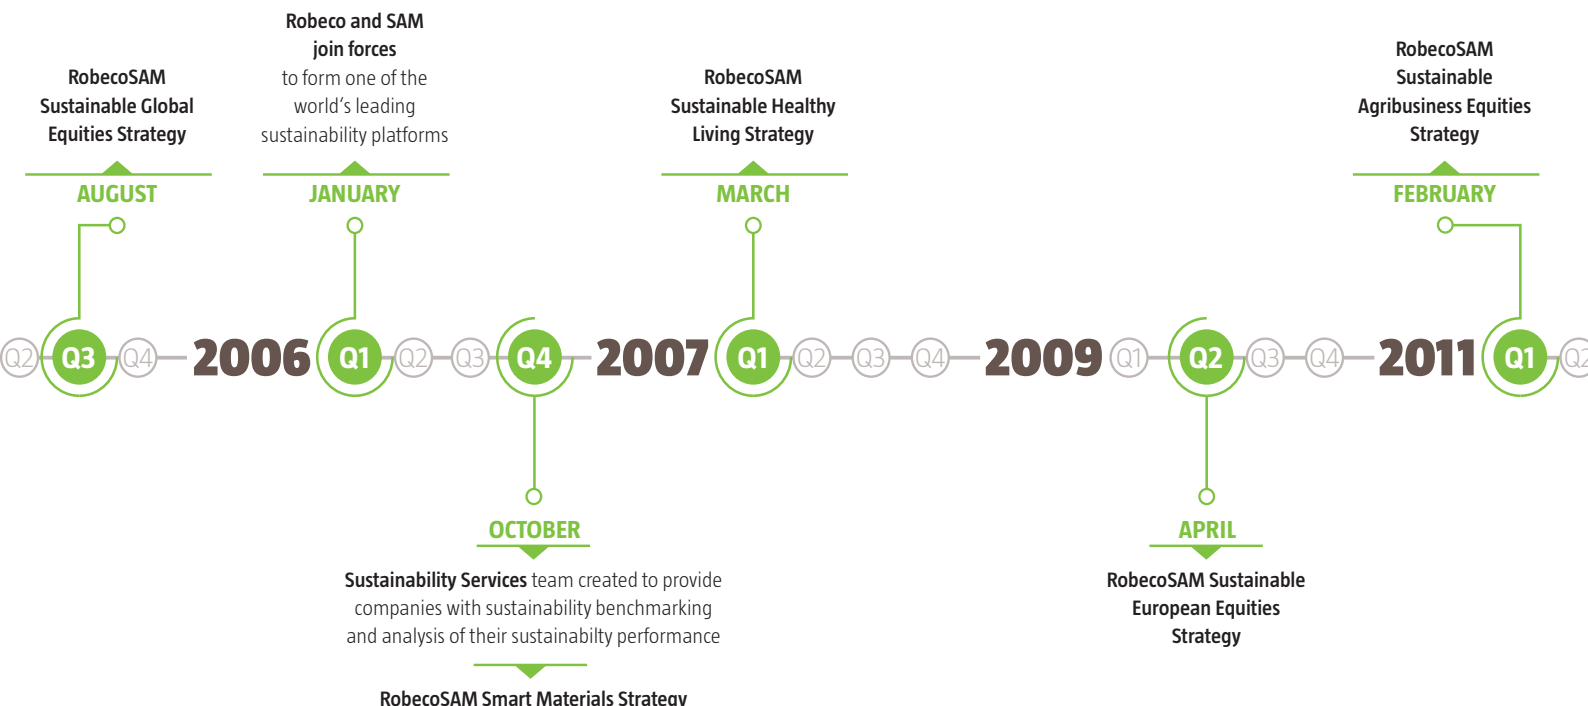 RobecoSAM
Sustainable Global
Equities Strategy
AUGUST
Robeco and SAM
join forces
to form one of the
world's leading
sustainability platforms
JANUARY
RobecoSAM
Sustainable Healthy
Living Strategy
MARCH
RobecoSAM
Sustainable
Agribusiness Equities
Strategy
FEBRUARY
Q2 Q3 Q4 2006 Q1 Q2 Q3 Q4 2007 Q1 Q2 Q3 Q4 2009 Q1 Q2 Q3 Q4 2011 Q1 Q2
OCTOBER
Sustainability Services team created to provide
companies with sustainability benchmarking
and analysis of their sustainabilty performance
RobecoSAM Smart Materials Strategy
APRIL
RobecoSAM Sustainable
European Equities
Strategy